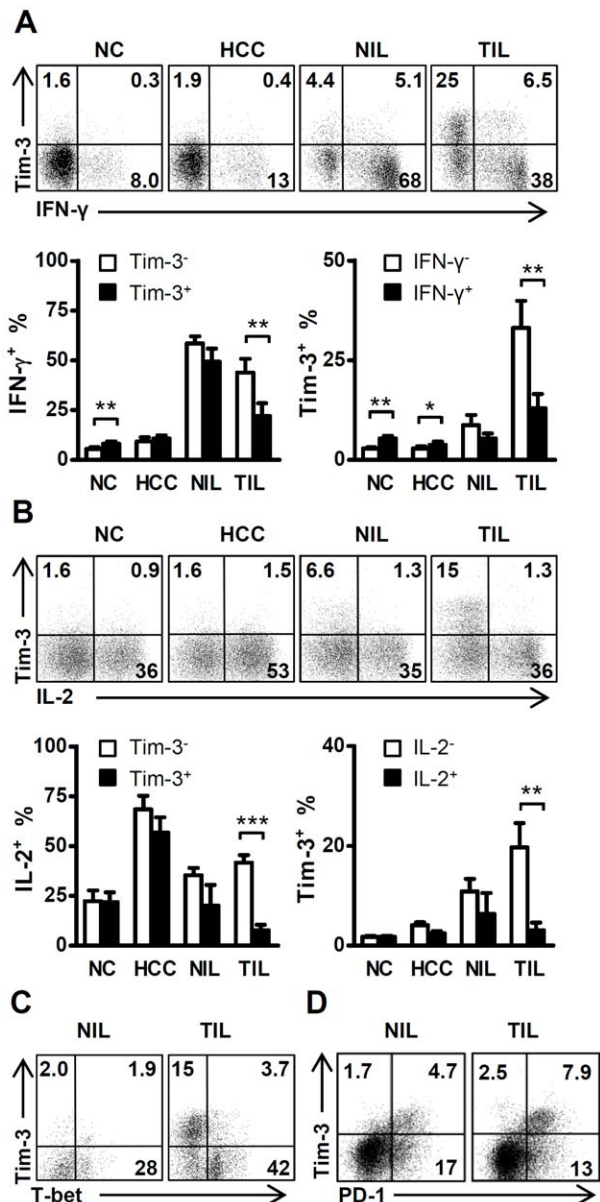 A
NC HCC NIL TIL
1.6 0.3 1.9 0.4 4.4 5.1 25 6.5
Tim-3
8.0 13 68 38
IFN-γ
100 Tim-3⁻ 50 IFN-γ⁻
Tim-3⁺ IFN-γ⁺
75 ** **
IFN-γ⁺ % Tim-3⁺ %
50 25
25 ** ** *
0 0
NC HCC NIL TIL NC HCC NIL TIL
B
NC HCC NIL TIL
1.6 0.9 1.6 1.5 6.6 1.3 15 1.3
Tim-3
36 53 35 36
IL-2
100 Tim-3⁻ 40 IL-2⁻
Tim-3⁺ IL-2⁺
75 *** **
IL-2⁺ % Tim-3⁺ %
50 20
25
0 0
NC HCC NIL TIL NC HCC NIL TIL
C D
NIL TIL NIL TIL
2.0 1.9 15 3.7 1.7 4.7 2.5 7.9
Tim-3 Tim-3
28 42 17 13
T-bet PD-1